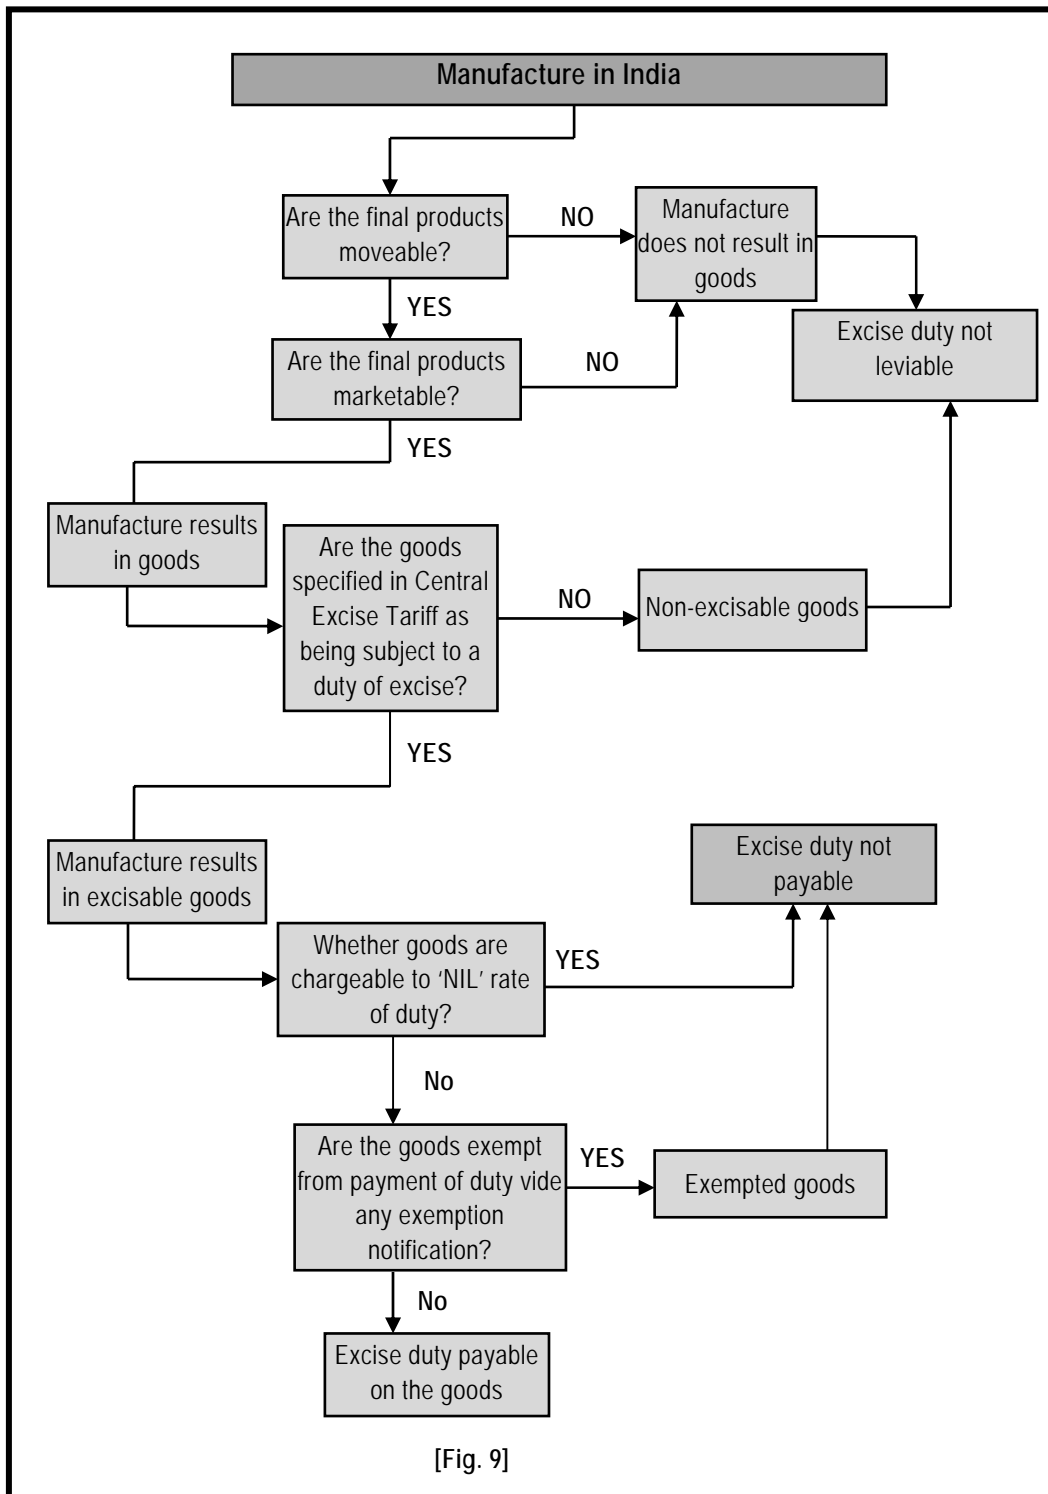 Manufacture in India
Are the final products
moveable?
NO
Manufacture
does not result in
goods
YES
Excise duty not
leviable
Are the final products
marketable?
NO
YES
Manufacture results
in goods
Are the goods
specified in Central
Excise Tariff as
being subject to a
duty of excise?
NO
Non-excisable goods
YES
Manufacture results
in excisable goods
Excise duty not
payable
Whether goods are
chargeable to ‘NIL’ rate
of duty?
YES
No
Are the goods exempt
from payment of duty vide
any exemption
notification?
YES
Exempted goods
No
Excise duty payable
on the goods
[Fig. 9]